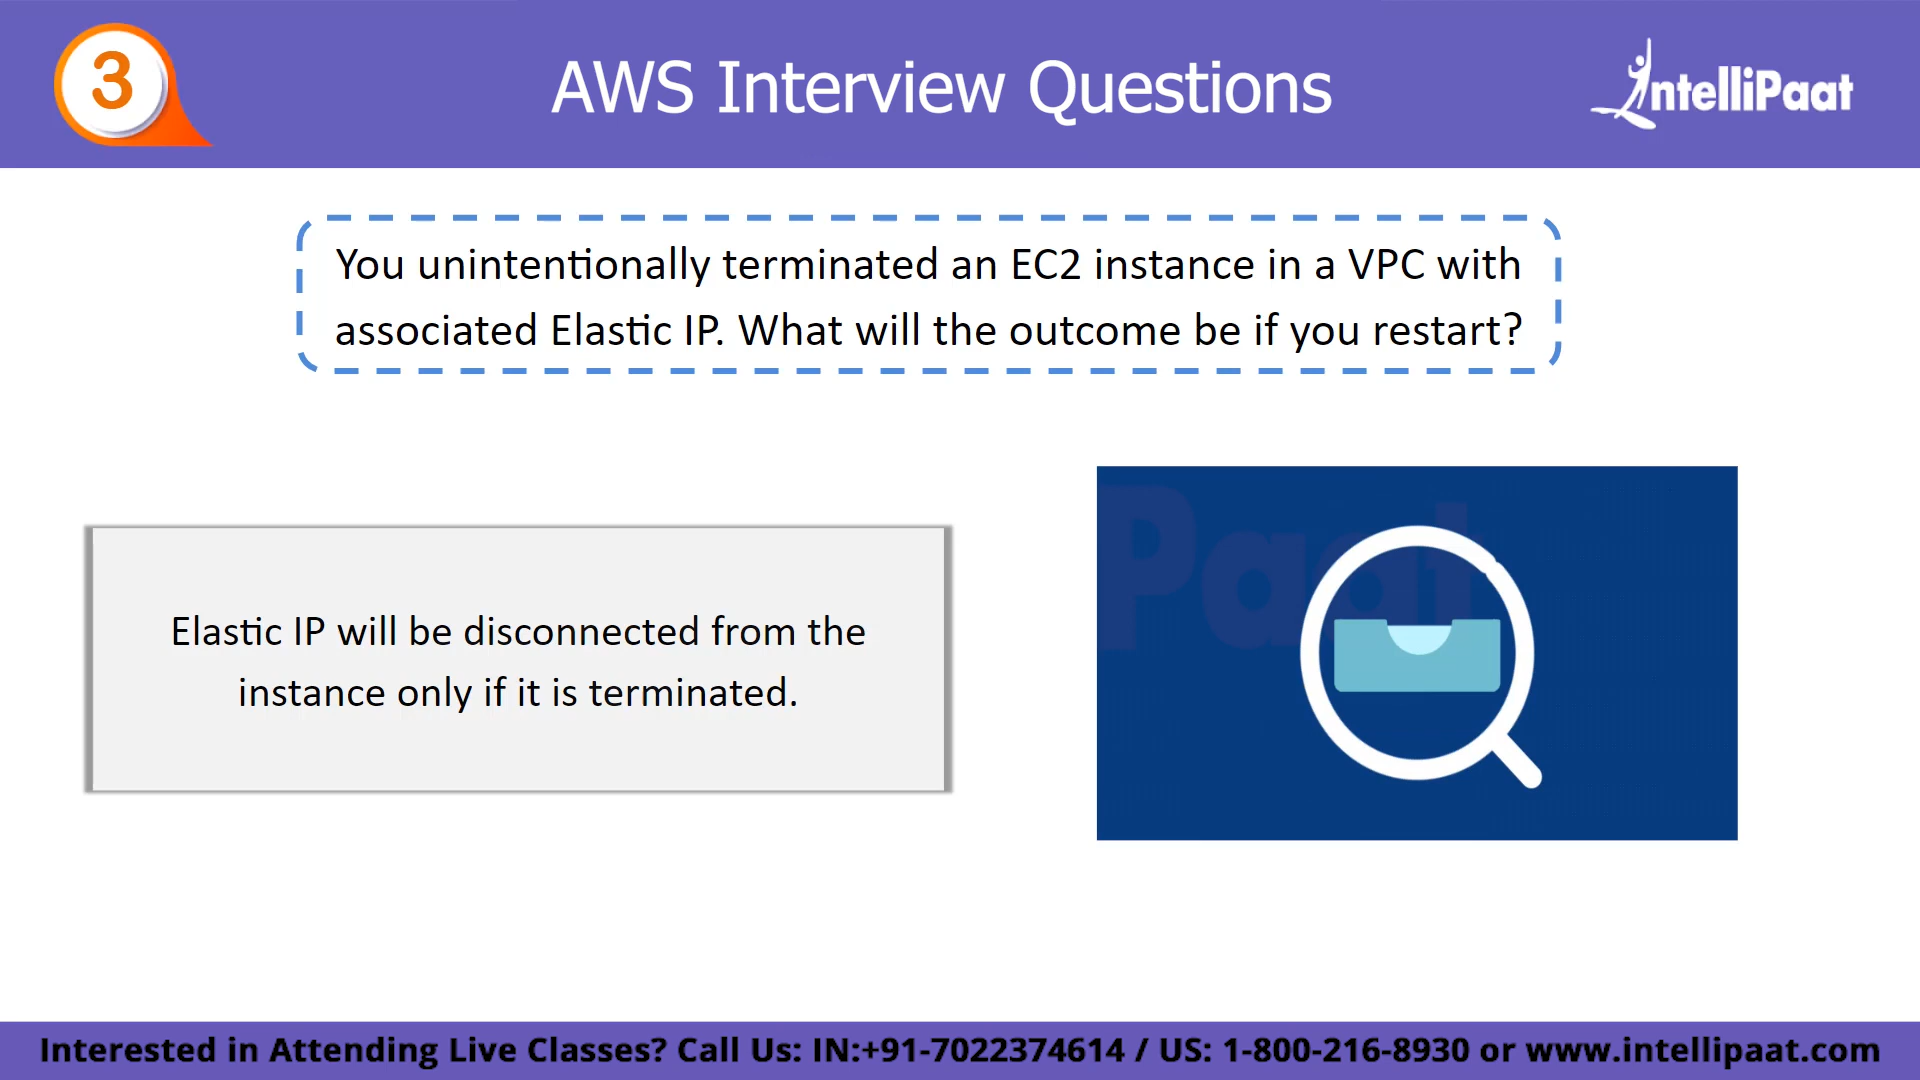 3
AWS Interview Questions
IntelliPaat
You unintentionally terminated an EC2 instance in a VPC with
associated Elastic IP. What will the outcome be if you restart?
Elastic IP will be disconnected from the
instance only if it is terminated.
Paat
Interested in Attending Live Classes? Call Us: IN:+91-7022374614 / US: 1-800-216-8930 or www.intellipaat.com